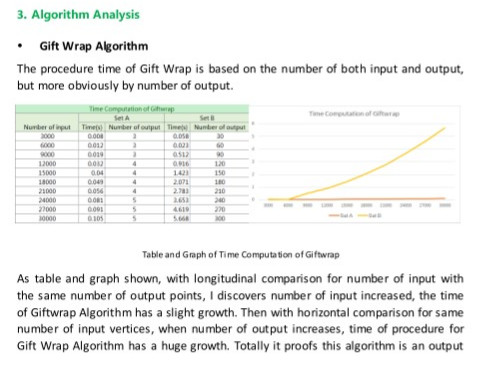 3. Algorithm Analysis
• Gift Wrap Algorithm
The procedure time of Gift Wrap is based on the number of both input and output,
but more obviously by number of output.
Time Computation of Giftwrap
Set A Set B
Number of input Time(s) Number of output Time(s) Number of output
3000 0.008 3 0.058 30
6000 0.012 3 0.023 60
9000 0.019 3 0.512 90
12000 0.032 4 0.916 120
15000 0.04 4 1.423 150
18000 0.049 4 2.071 180
21000 0.056 4 2.783 210
24000 0.081 5 3.653 240
27000 0.091 5 4.619 270
30000 0.105 5 5.668 300
Time Computation of Giftwrap
Set A Set B
Table and Graph of Time Computation of Giftwrap
As table and graph shown, with longitudinal comparison for number of input with
the same number of output points, I discovers number of input increased, the time
of Giftwrap Algorithm has a slight growth. Then with horizontal comparison for same
number of input vertices, when number of output increases, time of procedure for
Gift Wrap Algorithm has a huge growth. Totally it proofs this algorithm is an output